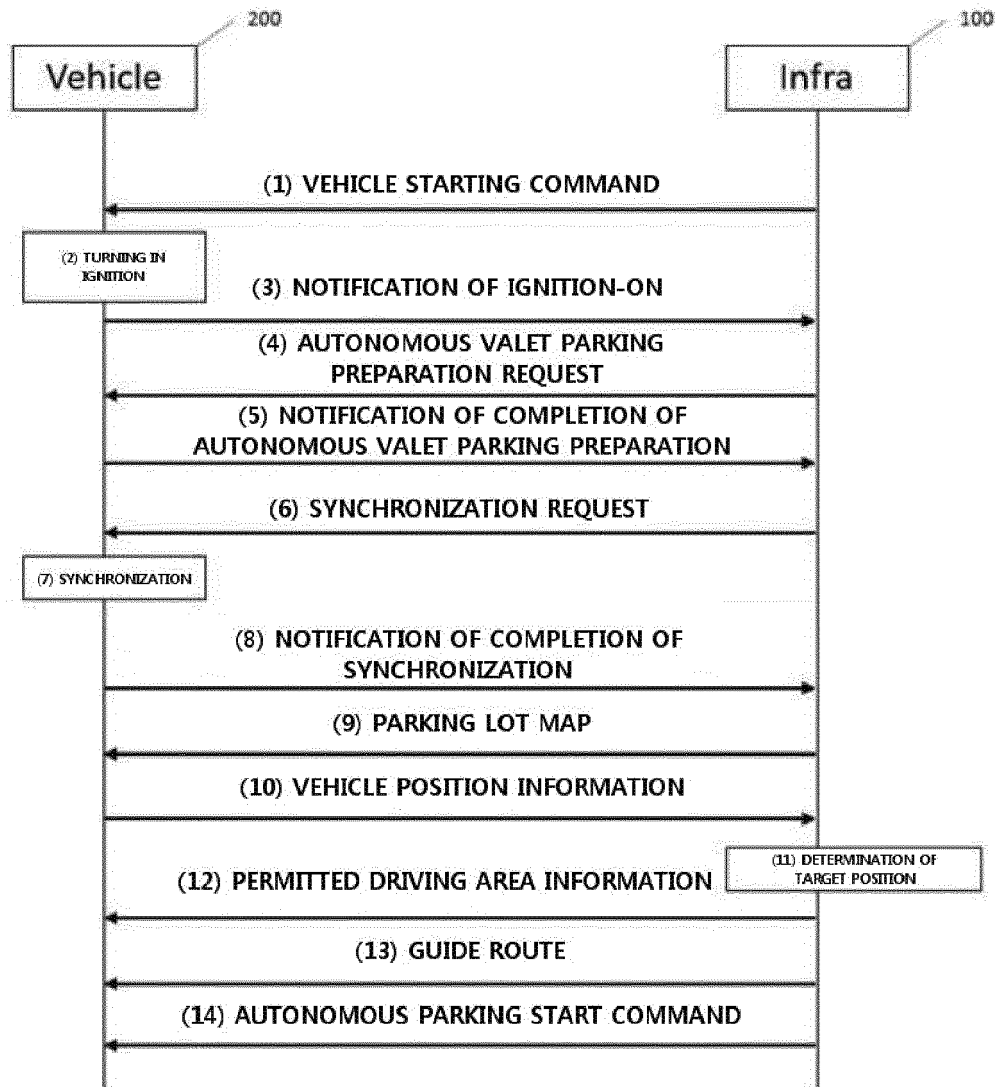 200
100
Vehicle
Infra
(1) VEHICLE STARTING COMMAND
(2) TURNING IN
IGNITION
(3) NOTIFICATION OF IGNITION-ON
(4) AUTONOMOUS VALET PARKING
PREPARATION REQUEST
(5) NOTIFICATION OF COMPLETION OF
AUTONOMOUS VALET PARKING PREPARATION
(6) SYNCHRONIZATION REQUEST
(7) SYNCHRONIZATION
(8) NOTIFICATION OF COMPLETION OF
SYNCHRONIZATION
(9) PARKING LOT MAP
(10) VEHICLE POSITION INFORMATION
(11) DETERMINATION OF
TARGET POSITION
(12) PERMITTED DRIVING AREA INFORMATION
(13) GUIDE ROUTE
(14) AUTONOMOUS PARKING START COMMAND